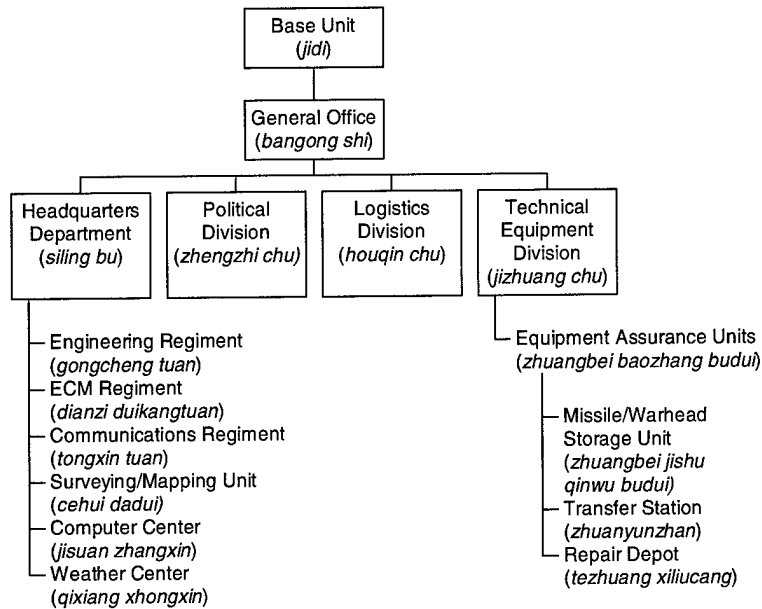 Base Unit
(jidi)
General Office
(bangong shi)
Headquarters
Department
(siling bu)
Political
Division
(zhengzhi chu)
Logistics
Division
(houqin chu)
Technical
Equipment
Division
(jizhuang chu)
Engineering Regiment
(gongcheng tuan)
ECM Regiment
(dianzi duikangtuan)
Communications Regiment
(tongxin tuan)
Surveying/Mapping Unit
(cehui dadui)
Computer Center
(jisuan zhangxin)
Weather Center
(qixiang xhongxin)
Equipment Assurance Units
(zhuangbei baozhang budui)
Missile/Warhead
Storage Unit
(zhuangbei jishu
qinwu budui)
Transfer Station
(zhuanyunzhan)
Repair Depot
(tezhuang xiliucang)